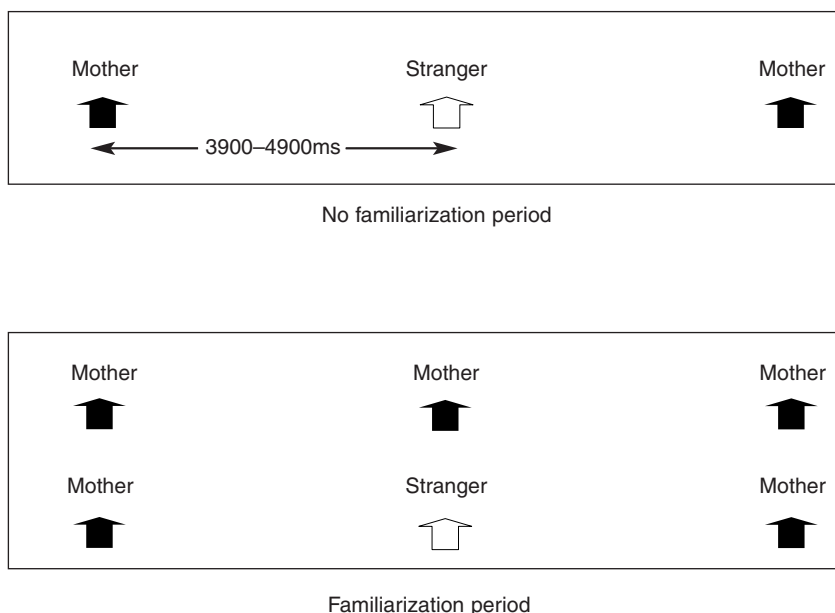 Mother Stranger Mother
3900–4900ms
No familiarization period
Mother Mother Mother
Mother Stranger Mother
Familiarization period